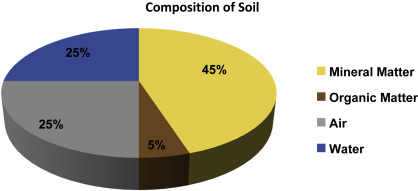 Composition of Soil
25%
45%
25%
5%
Mineral Matter
Organic Matter
Air
Water